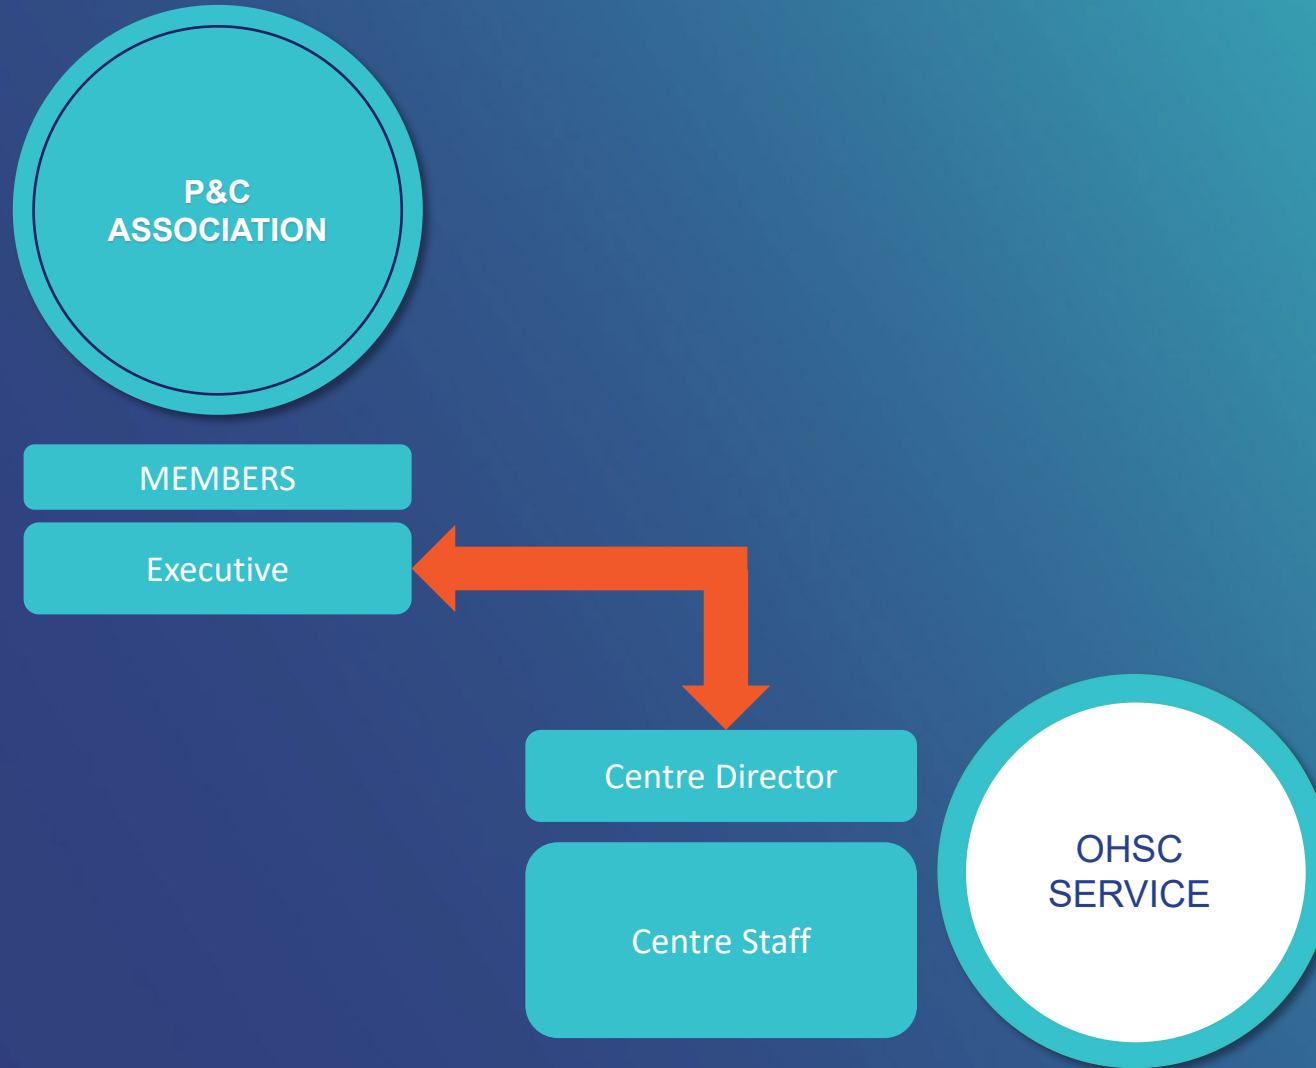 P&C
ASSOCIATION
MEMBERS
Executive
Centre Director
Centre Staff
OHSC
SERVICE